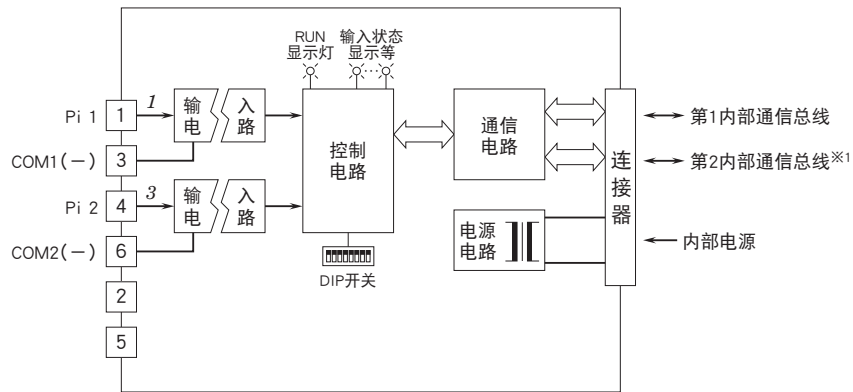 RUN
显示灯
输入状态
显示等
Pi 1
1
1
输 入
电 路
COM1(－)
3
控制
电路
通信
电路
连接器
第1内部通信总线
第2内部通信总线※1
Pi 2
4
3
输 入
电 路
COM2(－)
6
电源
电路
内部电源
DIP开关
2
5